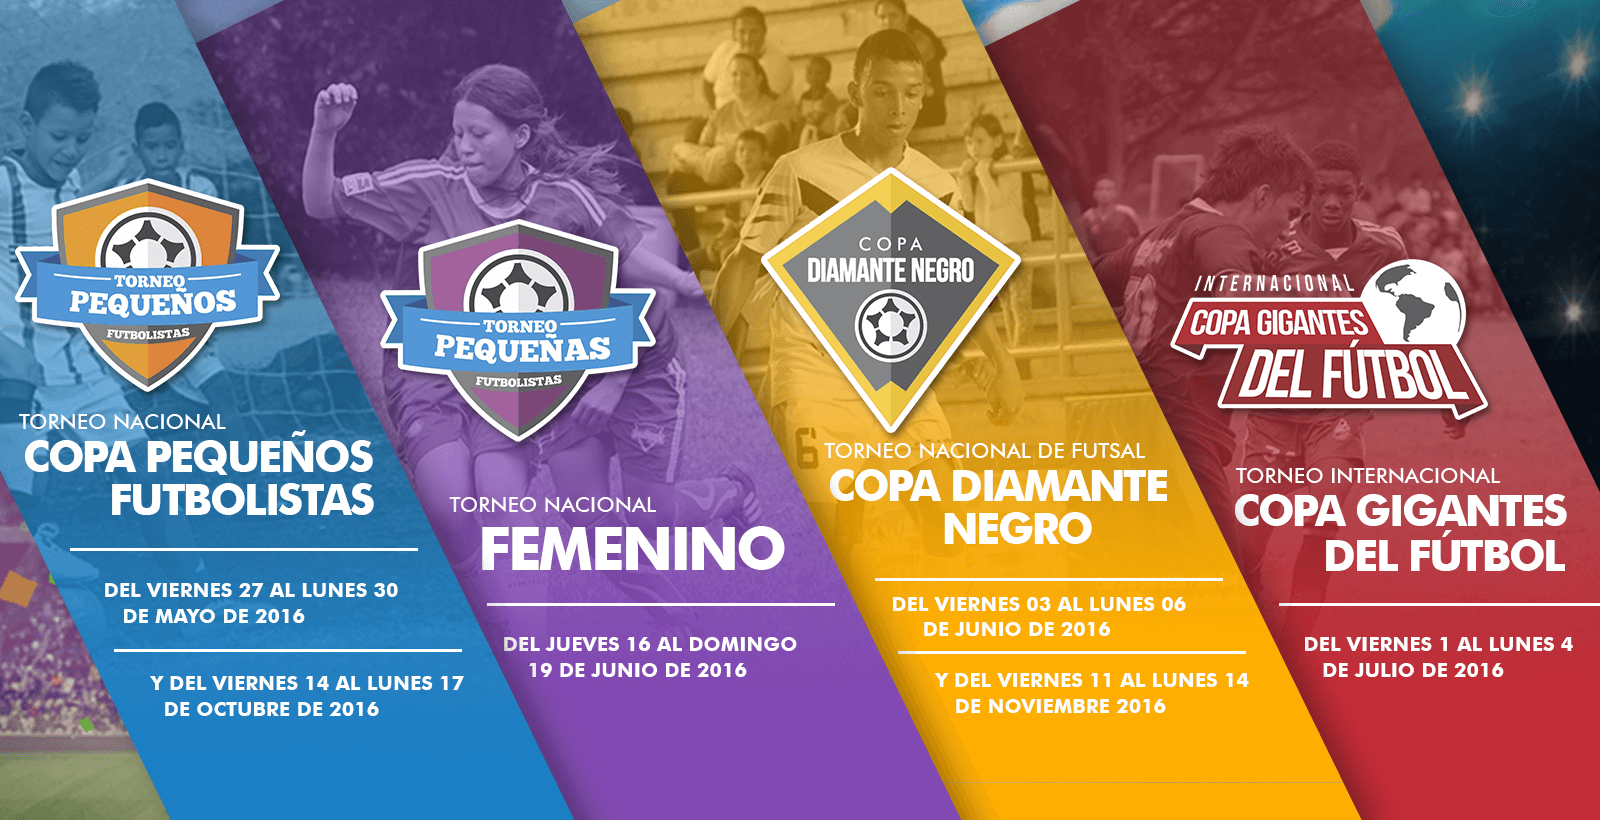 TORNEO
PEQUEÑOS
FUTBOLISTAS
TORNEO NACIONAL
COPA PEQUEÑOS
FUTBOLISTAS
DEL VIERNES 27 AL LUNES 30
DE MAYO DE 2016
Y DEL VIERNES 14 AL LUNES 17
DE OCTUBRE DE 2016
TORNEO
PEQUEÑAS
FUTBOLISTAS
TORNEO NACIONAL
FEMENINO
DEL JUEVES 16 AL DOMINGO
19 DE JUNIO DE 2016
COPA
DIAMANTE NEGRO
6
TORNEO NACIONAL DE FUTSAL
COPA DIAMANTE
NEGRO
DEL VIERNES 03 AL LUNES 06
DE JUNIO DE 2016
Y DEL VIERNES 11 AL LUNES 14
DE NOVIEMBRE 2016
INTERNACIONAL
COPA GIGANTES
DEL FÚTBOL
TORNEO INTERNACIONAL
COPA GIGANTES
DEL FÚTBOL
DEL VIERNES 1 AL LUNES 4
DE JULIO DE 2016